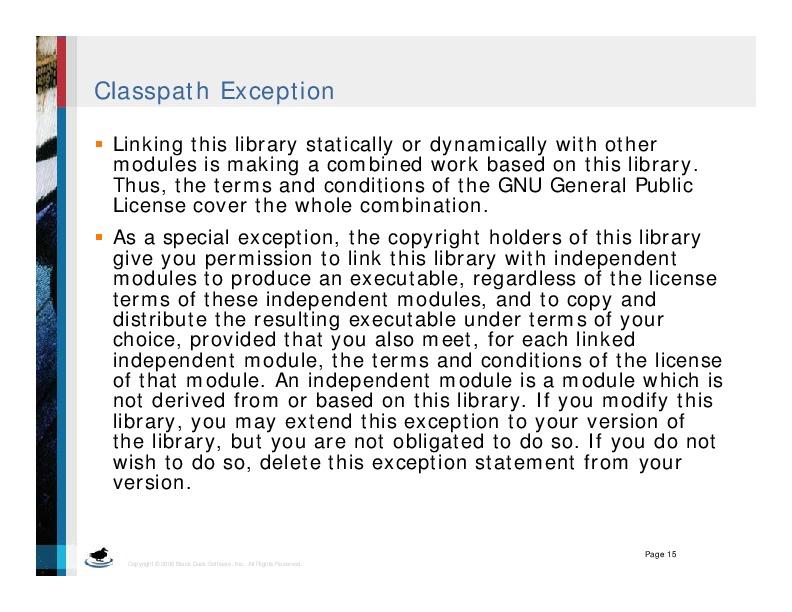 Classpath Exception
Linking this library statically or dynamically with other
modules is making a combined work based on this library.
Thus, the terms and conditions of the GNU General Public
License cover the whole combination.
As a special exception, the copyright holders of this library
give you permission to link this library with independent
modules to produce an executable, regardless of the license
terms of these independent modules, and to copy and
distribute the resulting executable under terms of your
choice, provided that you also meet, for each linked
independent module, the terms and conditions of the license
of that module. An independent module is a module which is
not derived from or based on this library. If you modify this
library, you may extend this exception to your version of
the library, but you are not obligated to do so. If you do not
wish to do so, delete this exception statement from your
version.
Page 15
Copyright © 2006 Black Duck Software, Inc. All Rights Reserved.